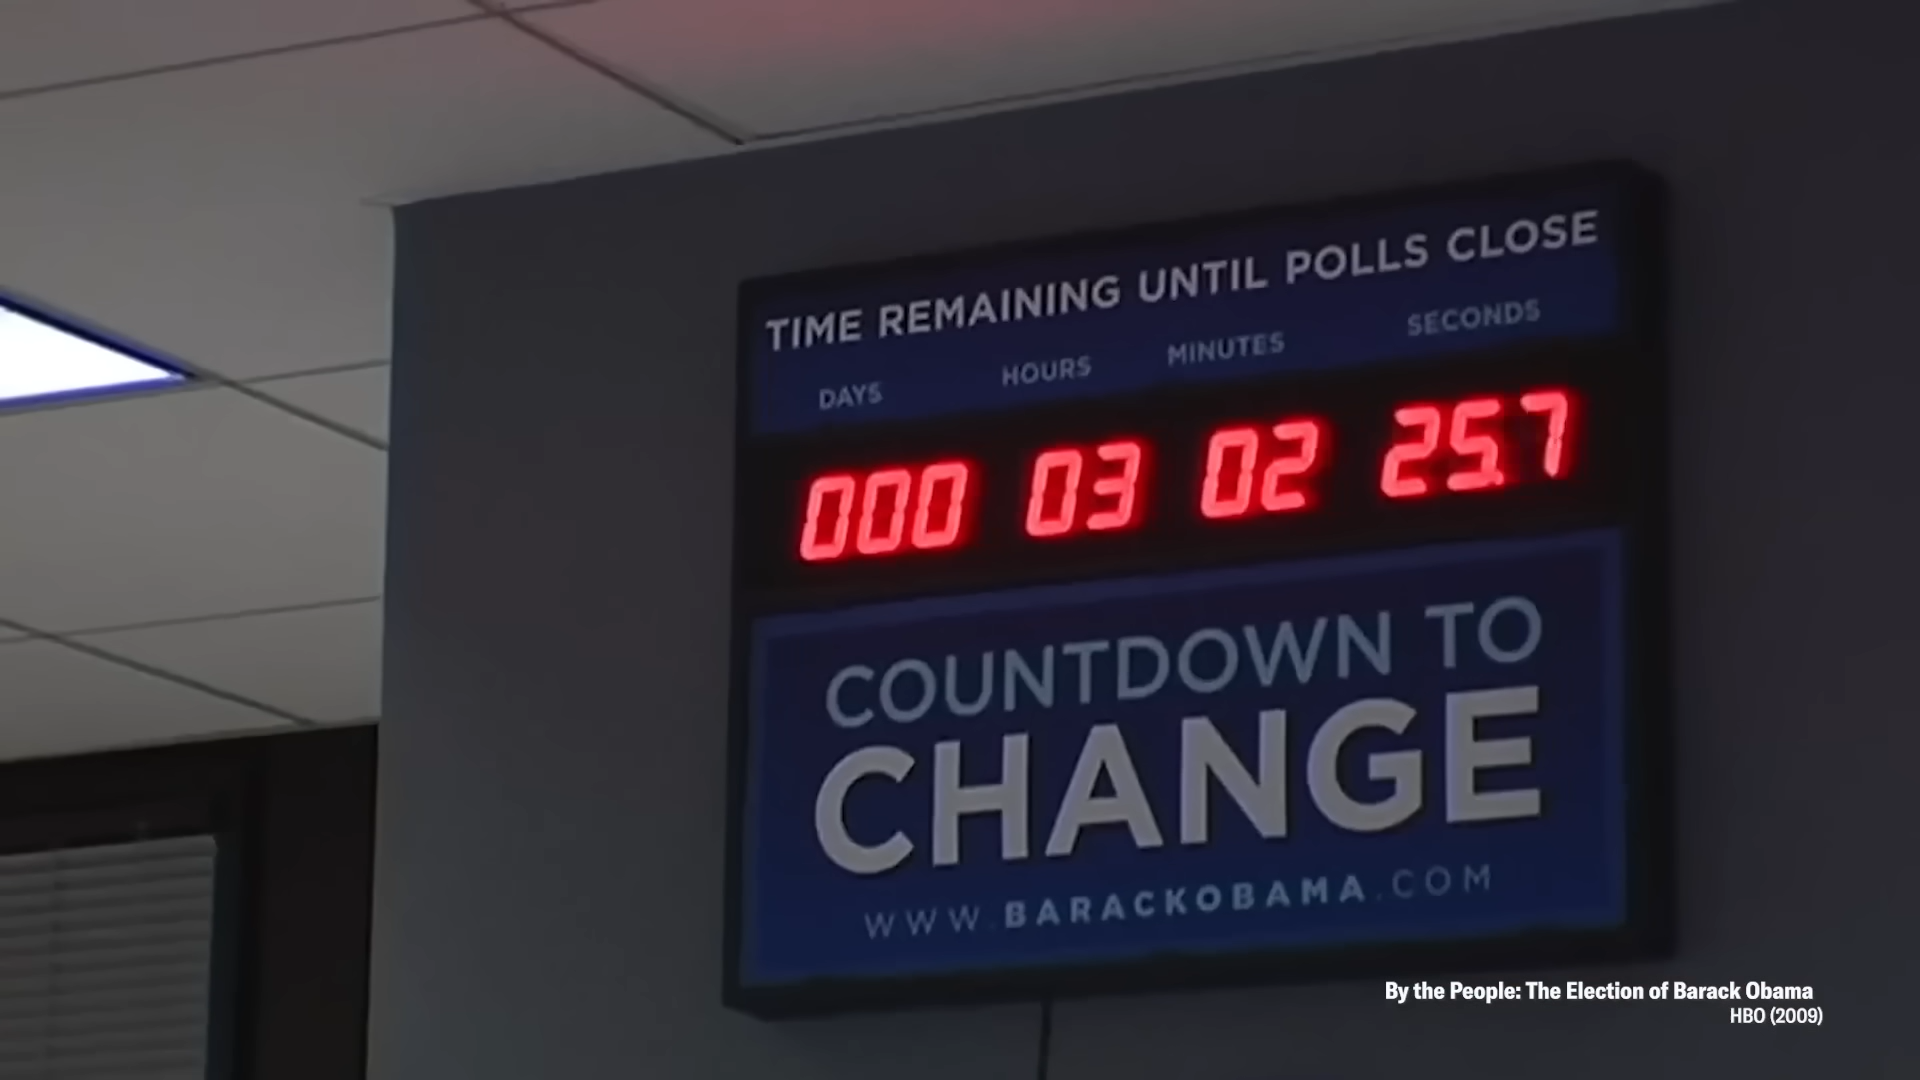 TIME REMAINING UNTIL POLLS CLOSE
DAYS HOURS MINUTES SECONDS
000 03 02 25.7
COUNTDOWN TO
CHANGE
WWW.BARACKOBAMA.COM
By the People: The Election of Barack Obama
HBO (2009)